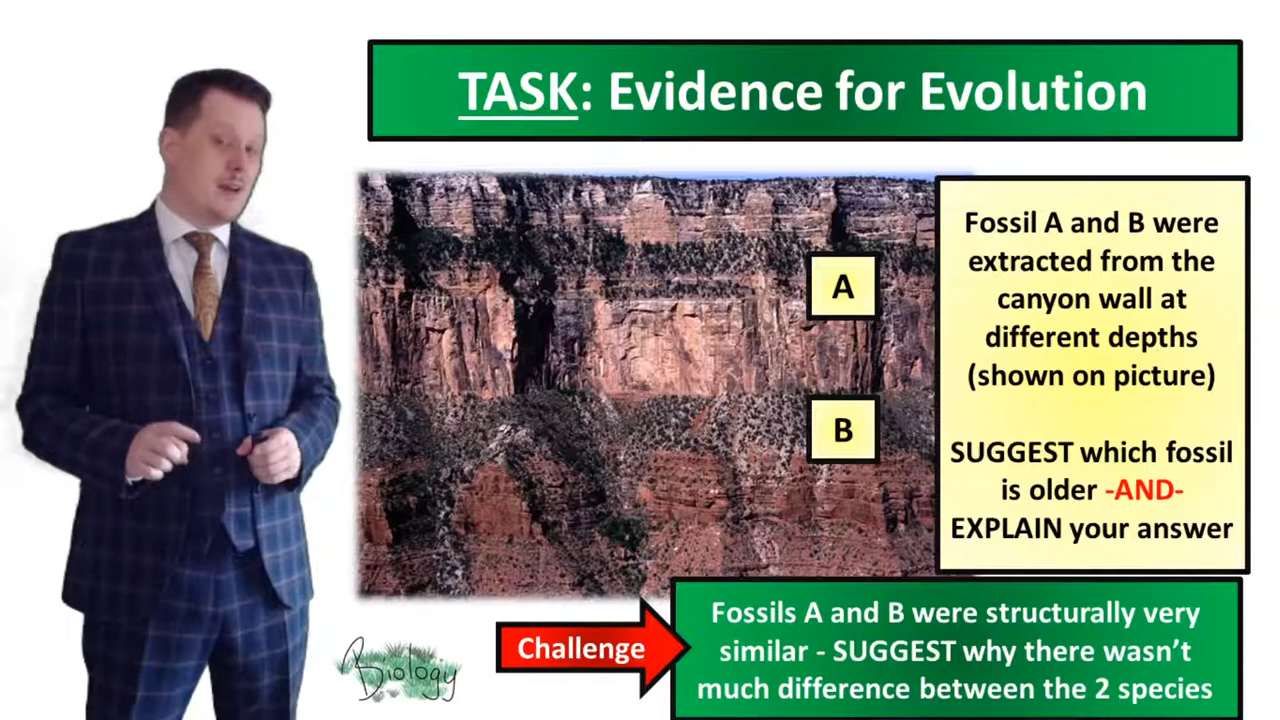 TASK: Evidence for Evolution
A
B
Fossil A and B were
extracted from the
canyon wall at
different depths
(shown on picture)
SUGGEST which fossil
is older -AND-
EXPLAIN your answer
Challenge
Fossils A and B were structurally very
similar - SUGGEST why there wasn't
much difference between the 2 species
Biology